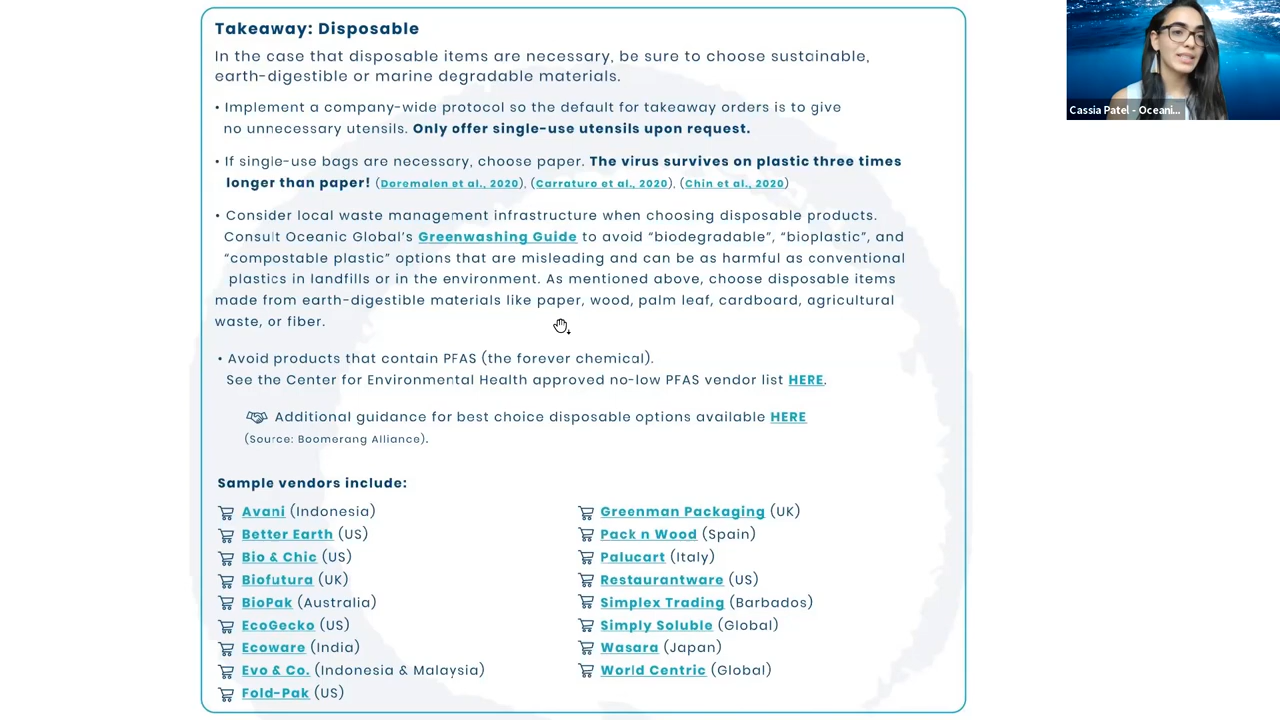 Takeaway: Disposable
In the case that disposable items are necessary, be sure to choose sustainable,
earth-digestible or marine degradable materials.
• Implement a company-wide protocol so the default for takeaway orders is to give
no unnecessary utensils. Only offer single-use utensils upon request.
• If single-use bags are necessary, choose paper. The virus survives on plastic three times
longer than paper! (Doremalen et al., 2020), (Carraturo et al., 2020), (Chin et al., 2020)
• Consider local waste management infrastructure when choosing disposable products.
Consult Oceanic Global's Greenwashing Guide to avoid “biodegradable”, “bioplastic”, and
“compostable plastic” options that are misleading and can be as harmful as conventional
plastics in landfills or in the environment. As mentioned above, choose disposable items
made from earth-digestible materials like paper, wood, palm leaf, cardboard, agricultural
waste, or fiber.
• Avoid products that contain PFAS (the forever chemical).
See the Center for Environmental Health approved no-low PFAS vendor list HERE.
Additional guidance for best choice disposable options available HERE
(Source: Boomerang Alliance).
Sample vendors include:
Avani (Indonesia)
Better Earth (US)
Bio & Chic (US)
Biofutura (UK)
BioPak (Australia)
EcoGecko (US)
Ecoware (India)
Evo & Co. (Indonesia & Malaysia)
Fold-Pak (US)
Greenman Packaging (UK)
Pack n Wood (Spain)
Palucart (Italy)
Restaurantware (US)
Simplex Trading (Barbados)
Simply Soluble (Global)
Wasara (Japan)
World Centric (Global)
Cassia Patel - Oceani...